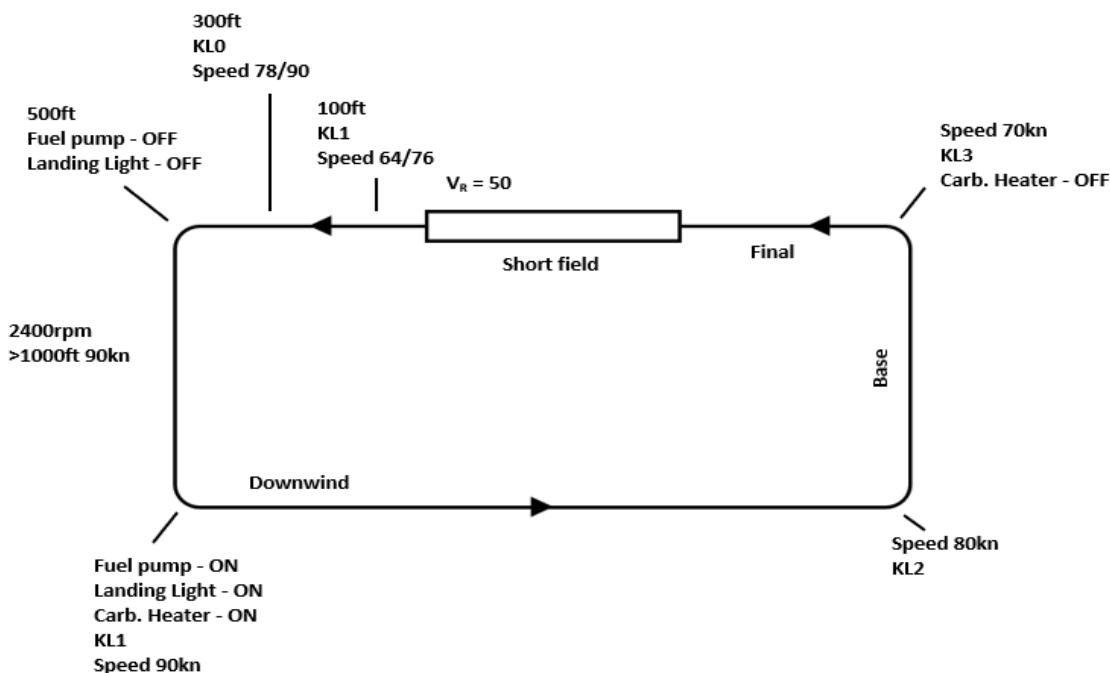 300ft
KL0
Speed 78/90
100ft
KL1
Speed 64/76
500ft
Fuel pump - OFF
Landing Light - OFF
V_R = 50
Speed 70kn
KL3
Carb. Heater - OFF
Short field
Final
2400rpm
>1000ft 90kn
Base
Downwind
Fuel pump - ON
Landing Light - ON
Carb. Heater - ON
KL1
Speed 90kn
Speed 80kn
KL2